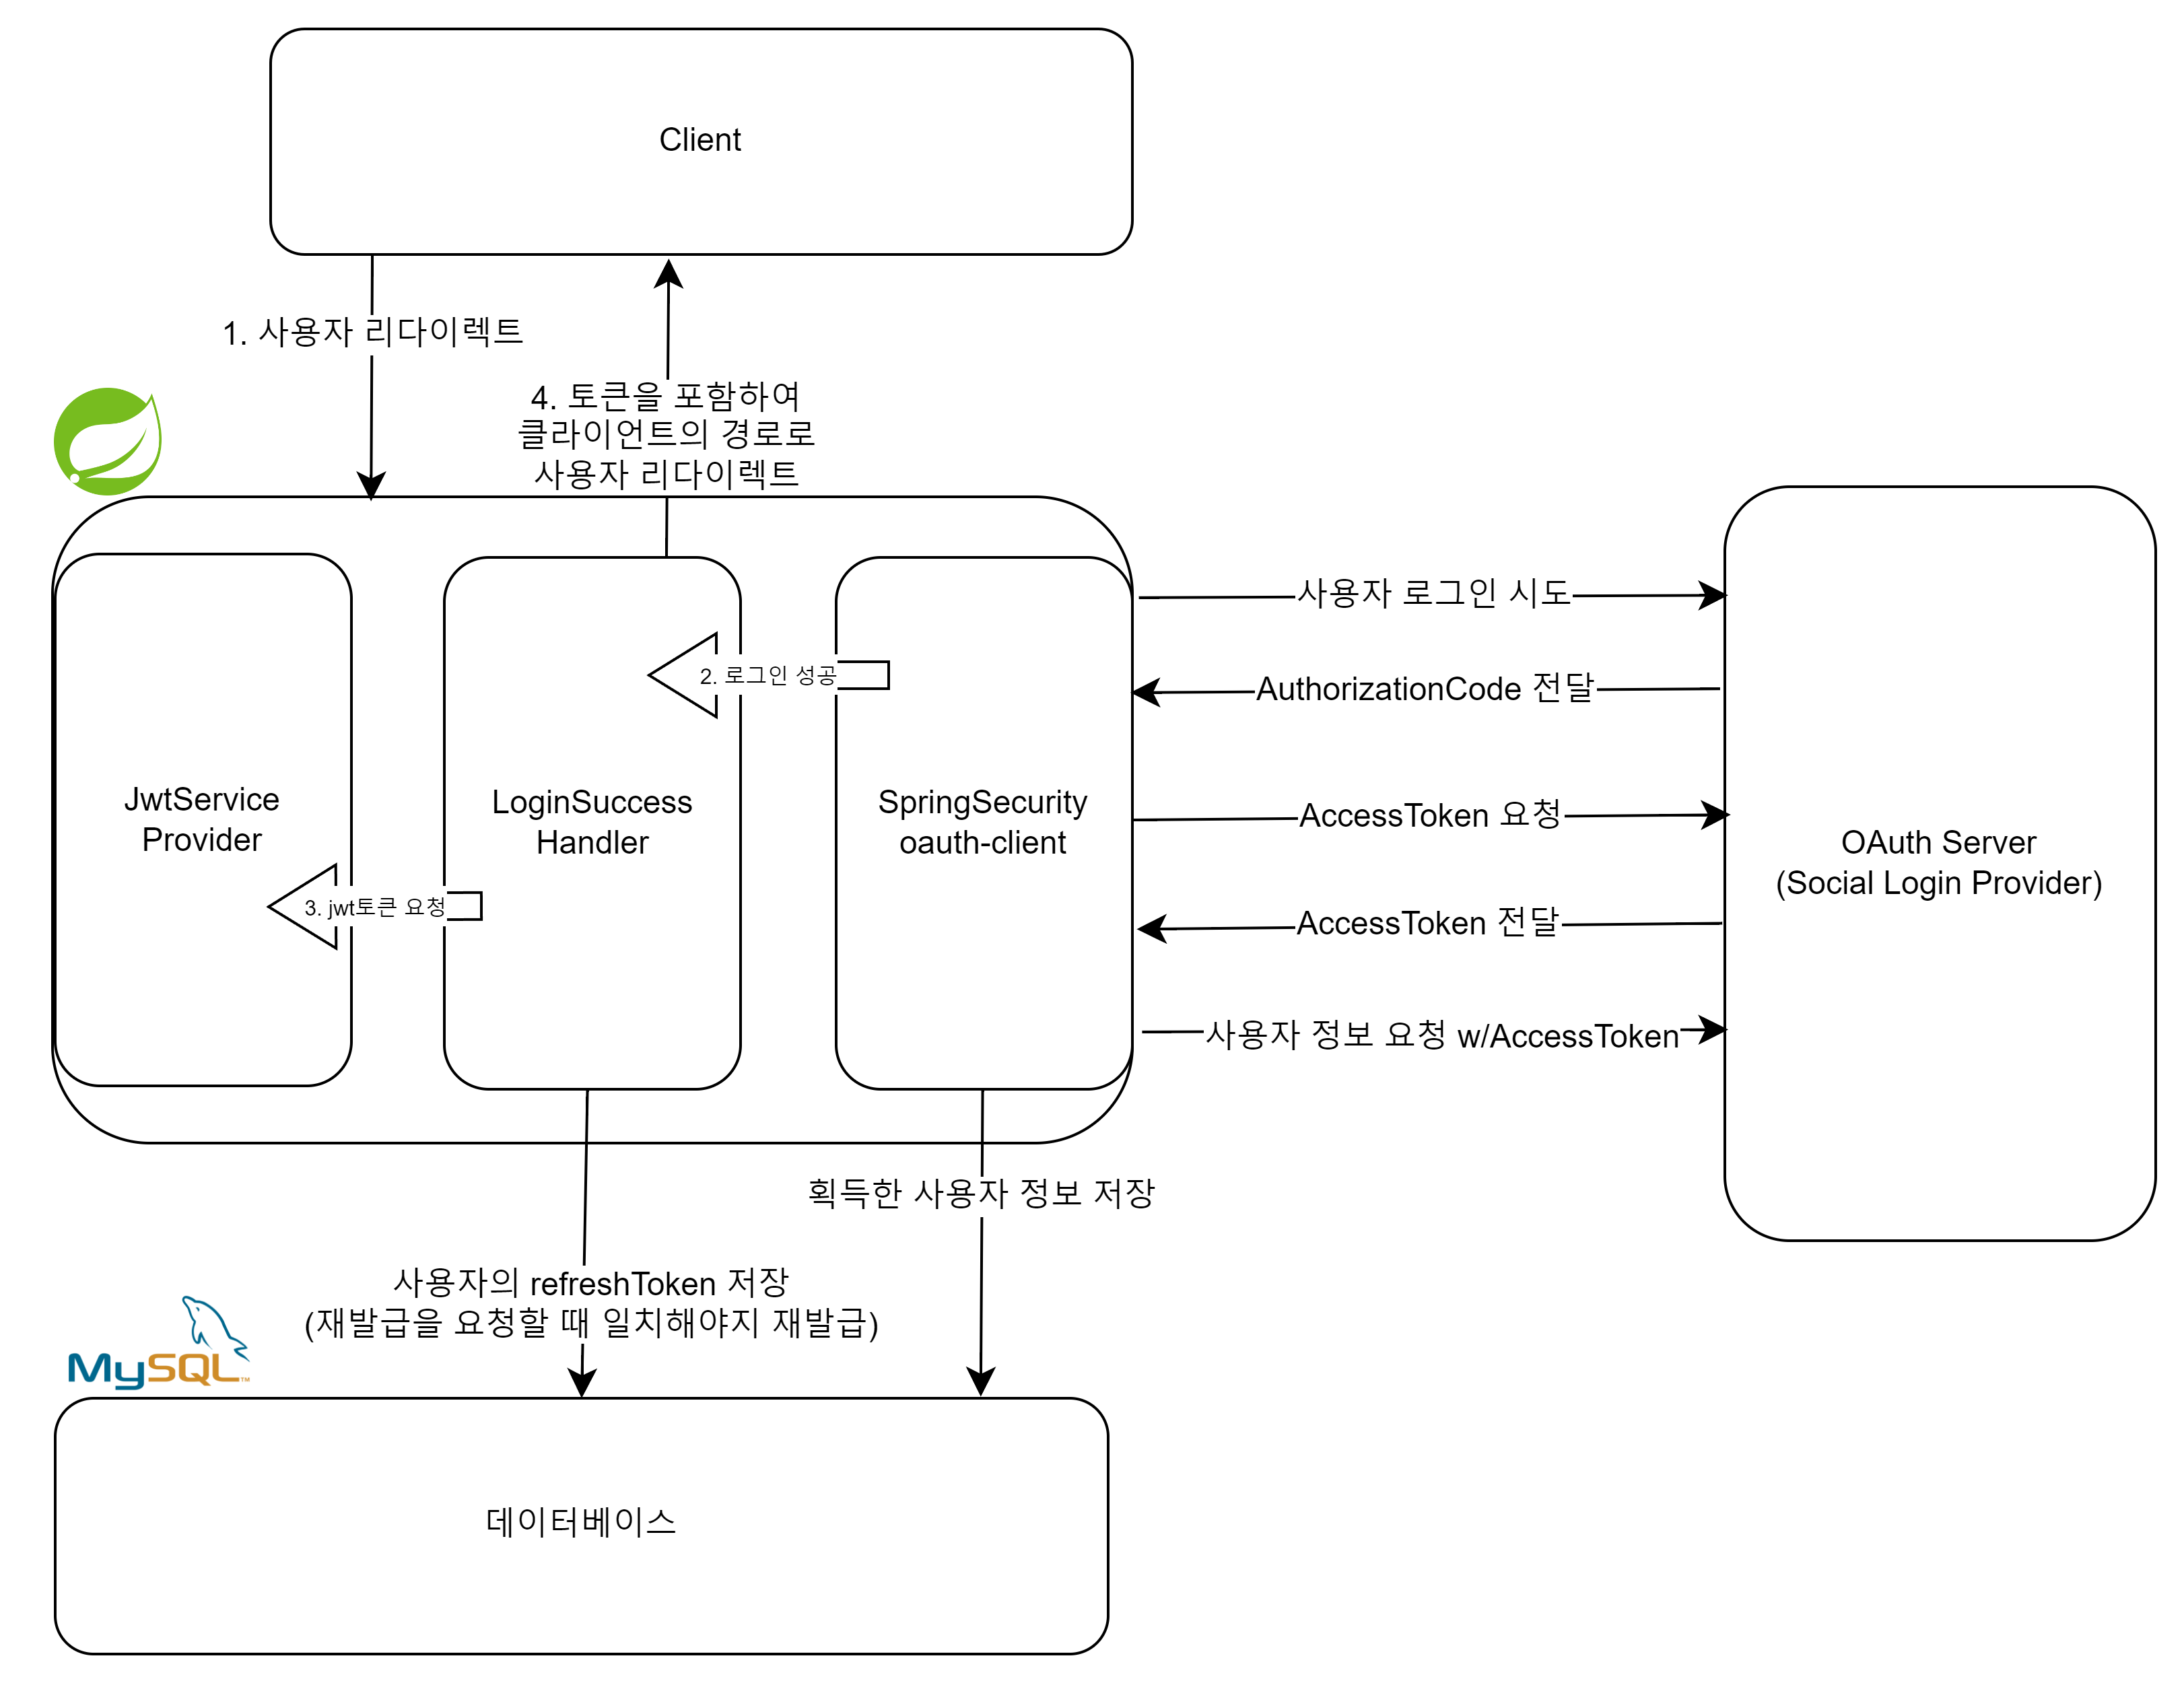 Client
1. 사용자 리다이렉트
4. 토큰을 포함하여
클라이언트의 경로로
사용자 리다이렉트
JwtService
Provider
LoginSuccess
Handler
SpringSecurity
oauth-client
2. 로그인 성공
3. jwt토큰 요청
사용자 로그인 시도
AuthorizationCode 전달
AccessToken 요청
AccessToken 전달
사용자 정보 요청 w/AccessToken
OAuth Server
(Social Login Provider)
획득한 사용자 정보 저장
사용자의 refreshToken 저장
(재발급을 요청할 때 일치해야지 재발급)
MySQL™
데이터베이스